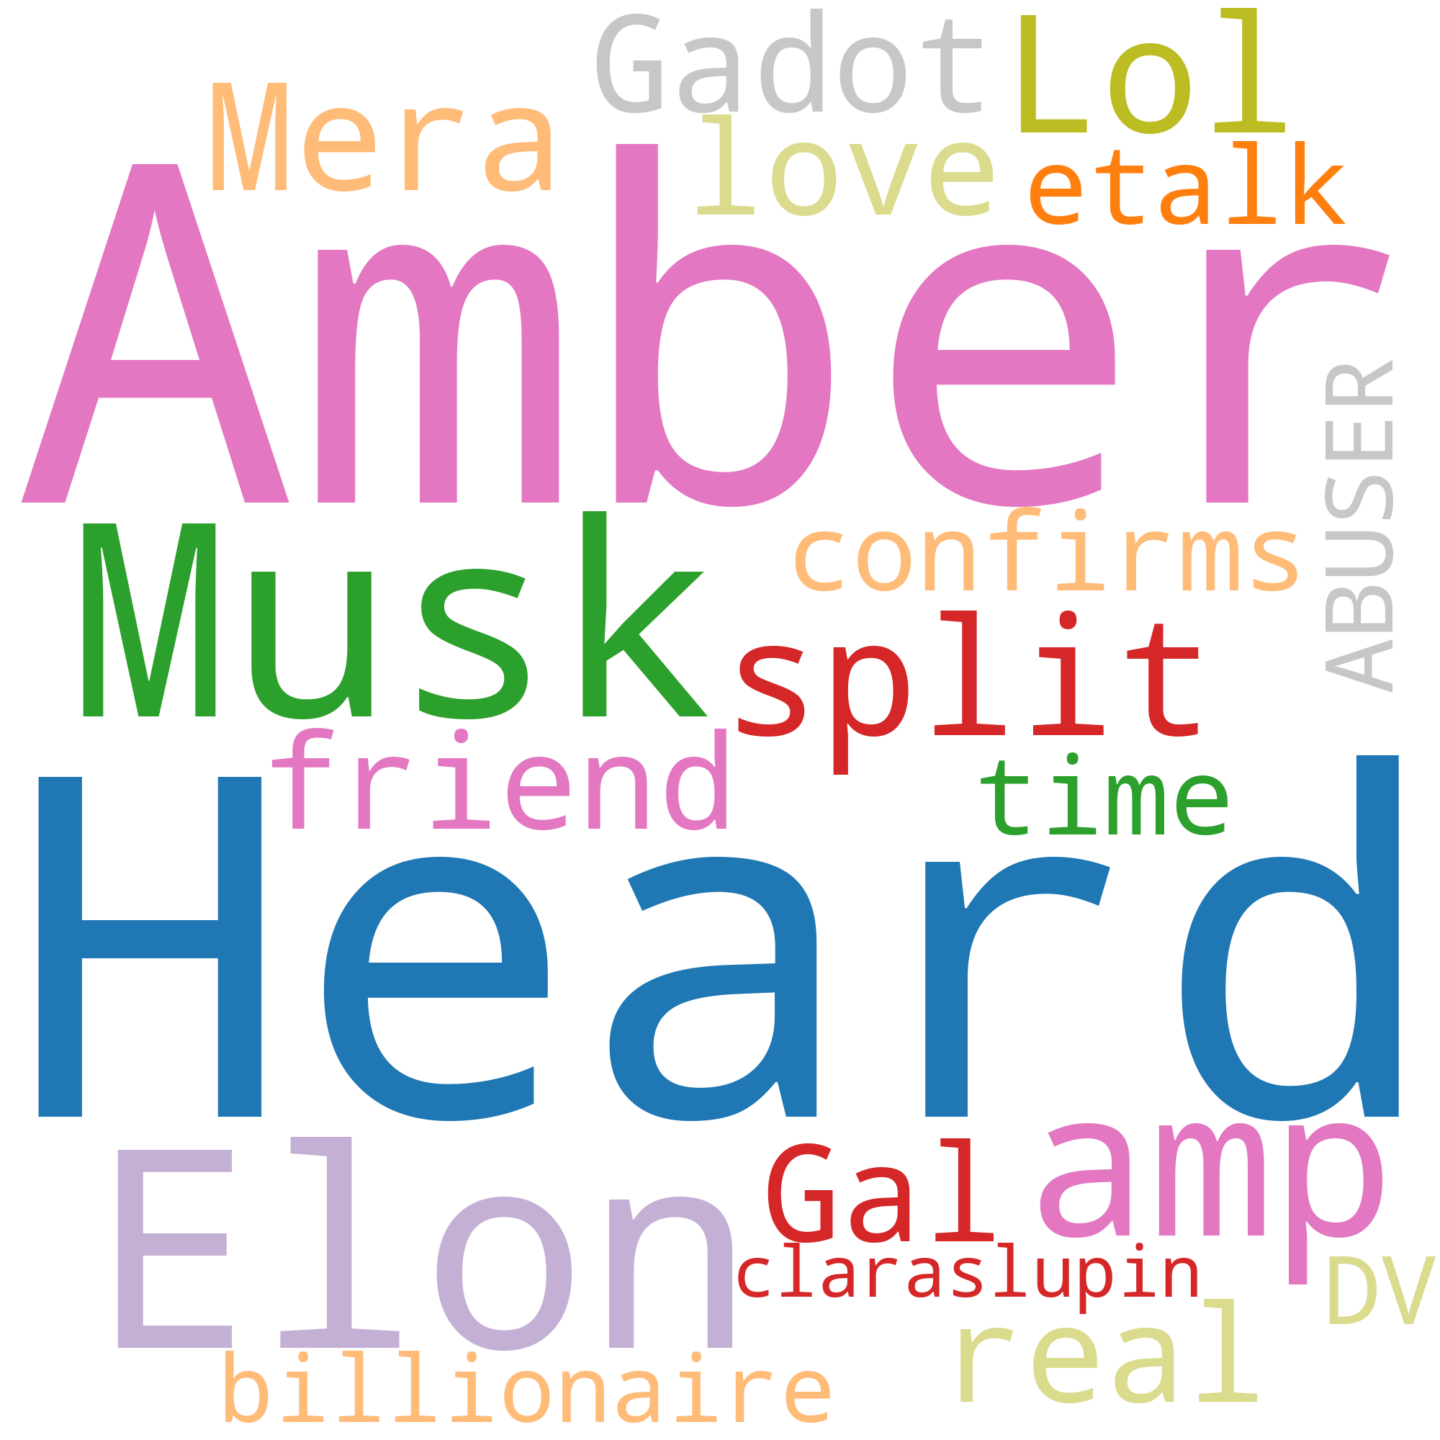 Gadot Lol
Mera love etalk
Amber
ABUSER
Musk confirms
split
friend time
Heard
Elon Gal amp
claraslupin DV
billionaire real